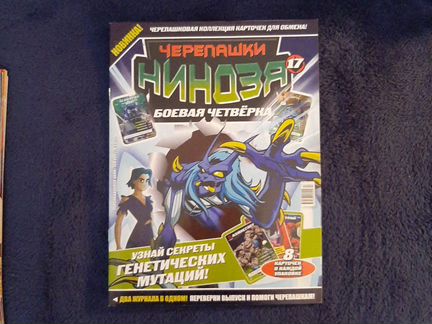 НОВИНКА!
ЧЕРЕПАШКОВАЯ КОЛЛЕКЦИЯ КАРТОЧЕК ДЛЯ ОБМЕНА!
ЧЕРЕПАШКИ
НИНДЗЯ
17
БОЕВАЯ ЧЕТВЁРКА
УЗНАЙ СЕКРЕТЫ
ГЕНЕТИЧЕСКИХ
МУТАЦИЙ!
8
КАРТОЧЕК
В КАЖДОЙ
УПАКОВКЕ
ДВА ЖУРНАЛА В ОДНОМ! ПЕРЕВЕРНИ ВЫПУСК И ПОМОГИ ЧЕРЕПАШКАМ!